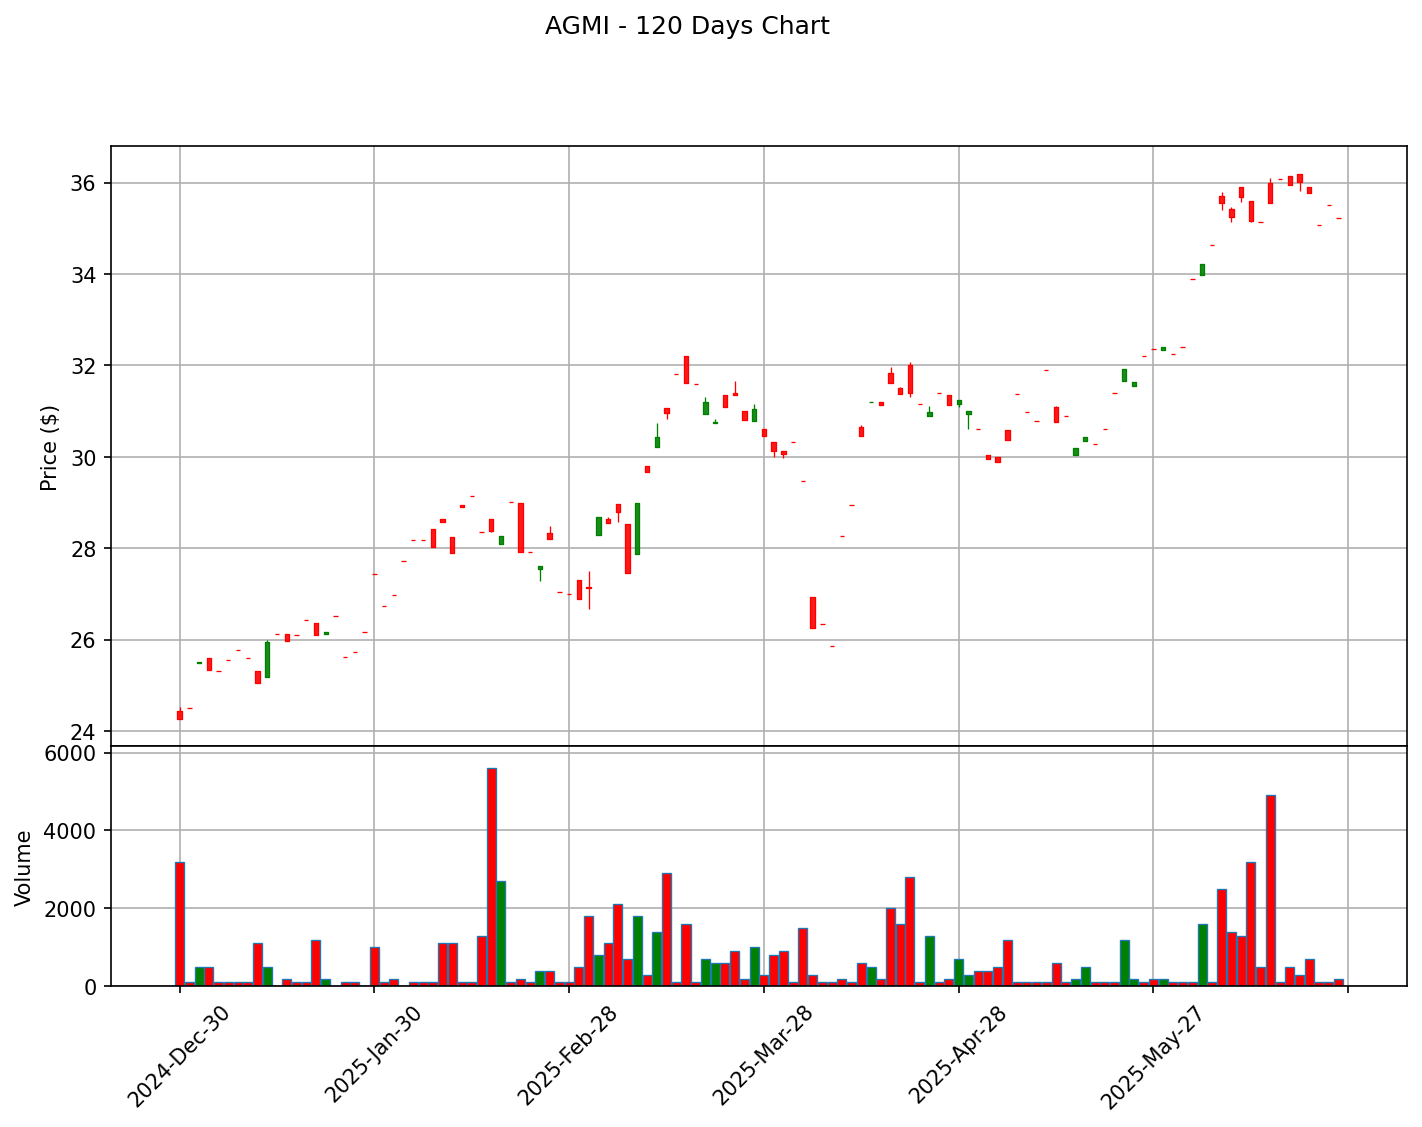 AGMI - 120 Days Chart
Price ($)
36
34
32
30
28
26
24
Volume
6000
4000
2000
0
2024-Dec-30
2025-Jan-30
2025-Feb-28
2025-Mar-28
2025-Apr-28
2025-May-27